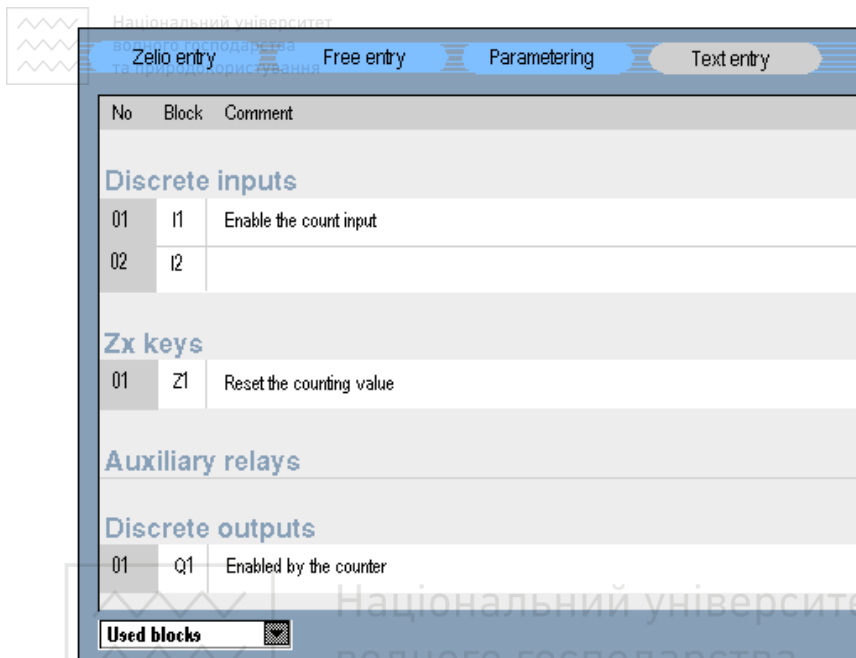 Національний університет
водного господарства
та природокористування
Zelio entry Free entry Parametering Text entry
No Block Comment
Discrete inputs
01 I1 Enable the count input
02 I2
Zx keys
01 Z1 Reset the counting value
Auxiliary relays
Discrete outputs
01 Q1 Enabled by the counter
Національний університе
Used blocks
водного господарства